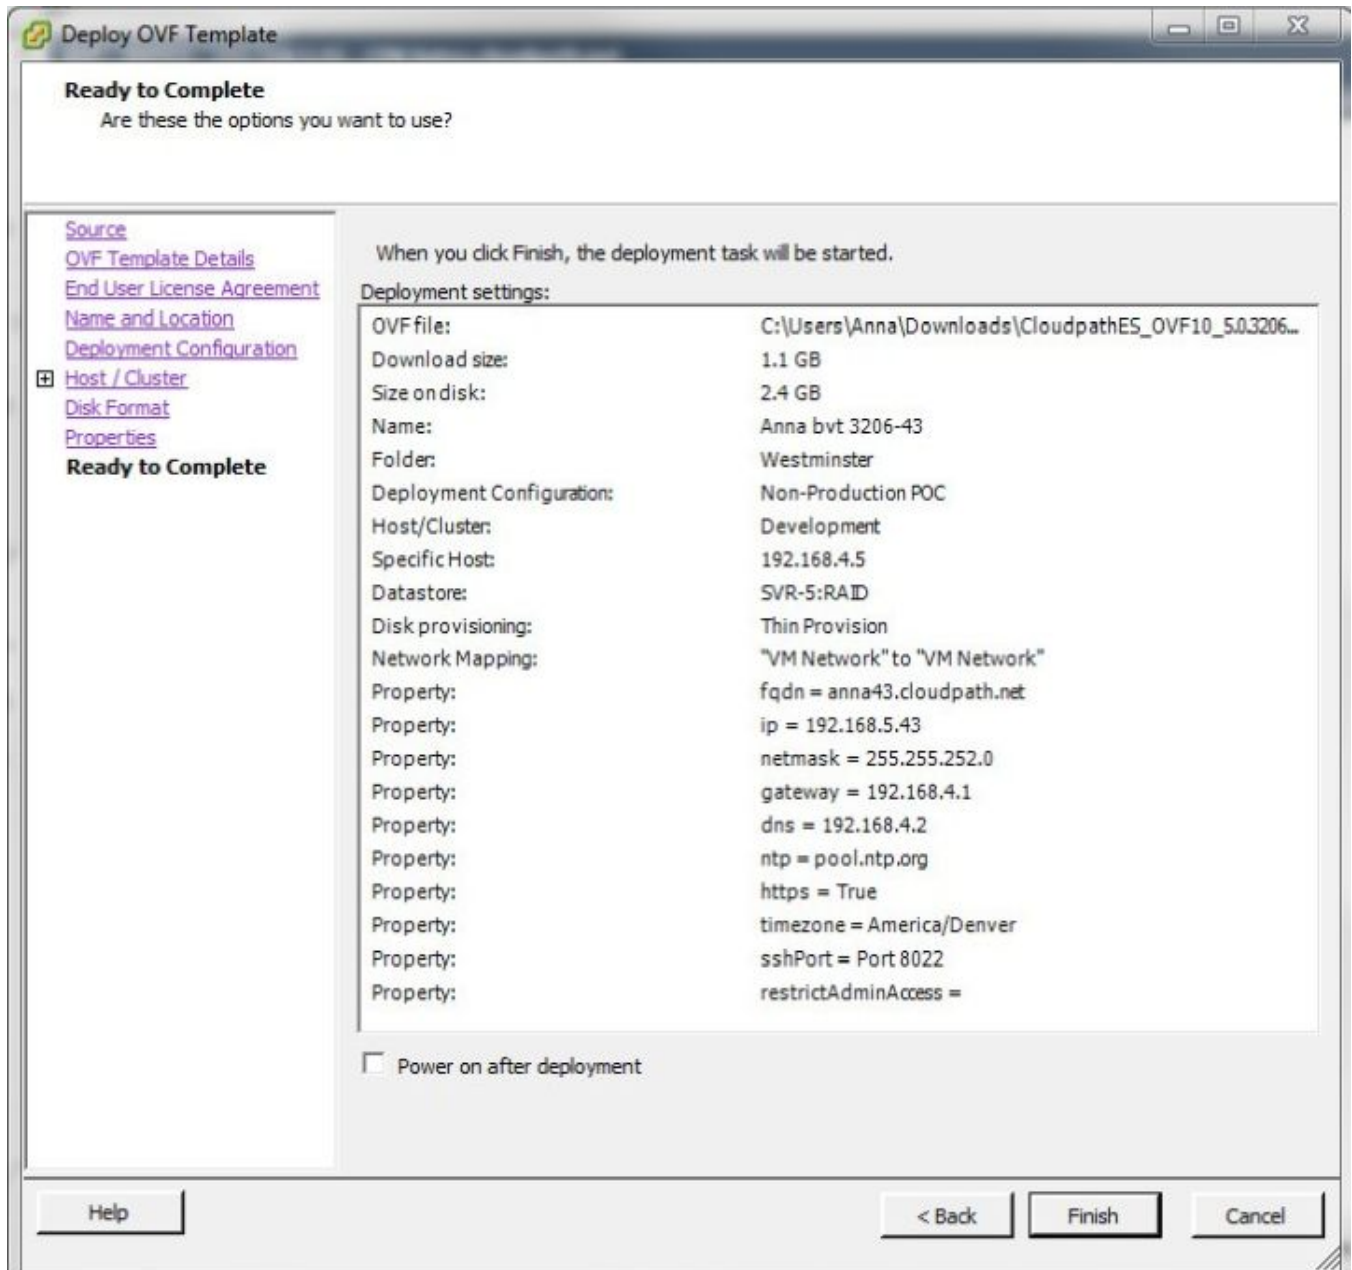 Deploy OVF Template
Ready to Complete
Are these the options you want to use?
Source
OVF Template Details
End User License Agreement
Name and Location
Deployment Configuration
Host / Cluster
Disk Format
Properties
Ready to Complete
When you click Finish, the deployment task will be started.
Deployment settings:
OVF file: C:\Users\Anna\Downloads\CloudpathES_OVF10_5.0.3206...
Download size: 1.1 GB
Size on disk: 2.4 GB
Name: Anna bvt 3206-43
Folder: Westminster
Deployment Configuration: Non-Production POC
Host/Cluster: Development
Specific Host: 192.168.4.5
Datastore: SVR-5:RAID
Disk provisioning: Thin Provision
Network Mapping: "VM Network" to "VM Network"
Property: fqdn = anna43.cloudpath.net
Property: ip = 192.168.5.43
Property: netmask = 255.255.252.0
Property: gateway = 192.168.4.1
Property: dns = 192.168.4.2
Property: ntp = pool.ntp.org
Property: https = True
Property: timezone = America/Denver
Property: sshPort = Port 8022
Property: restrictAdminAccess =
Power on after deployment
Help
< Back
Finish
Cancel